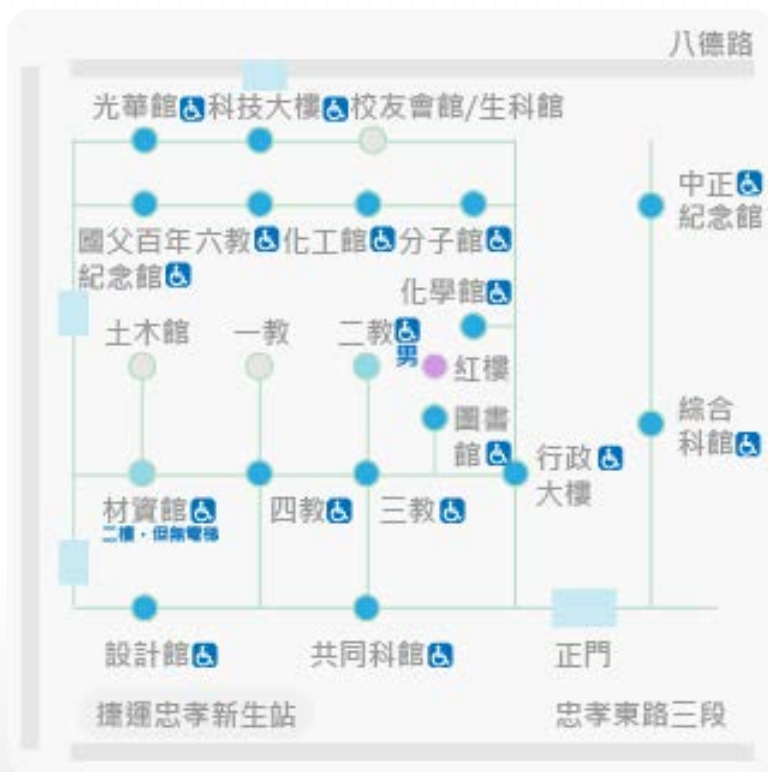 八德路
光華館 科技大樓 校友會館/生科館
中正
紀念館
國父百年
紀念館
六教 化工館 分子館
化學館
土木館 一教 二教
男
紅樓
圖書
館
綜合
科館
行政
大樓
材資館
二樓，但無電梯
四教 三教
設計館 共同科館 正門
捷運忠孝新生站 忠孝東路三段